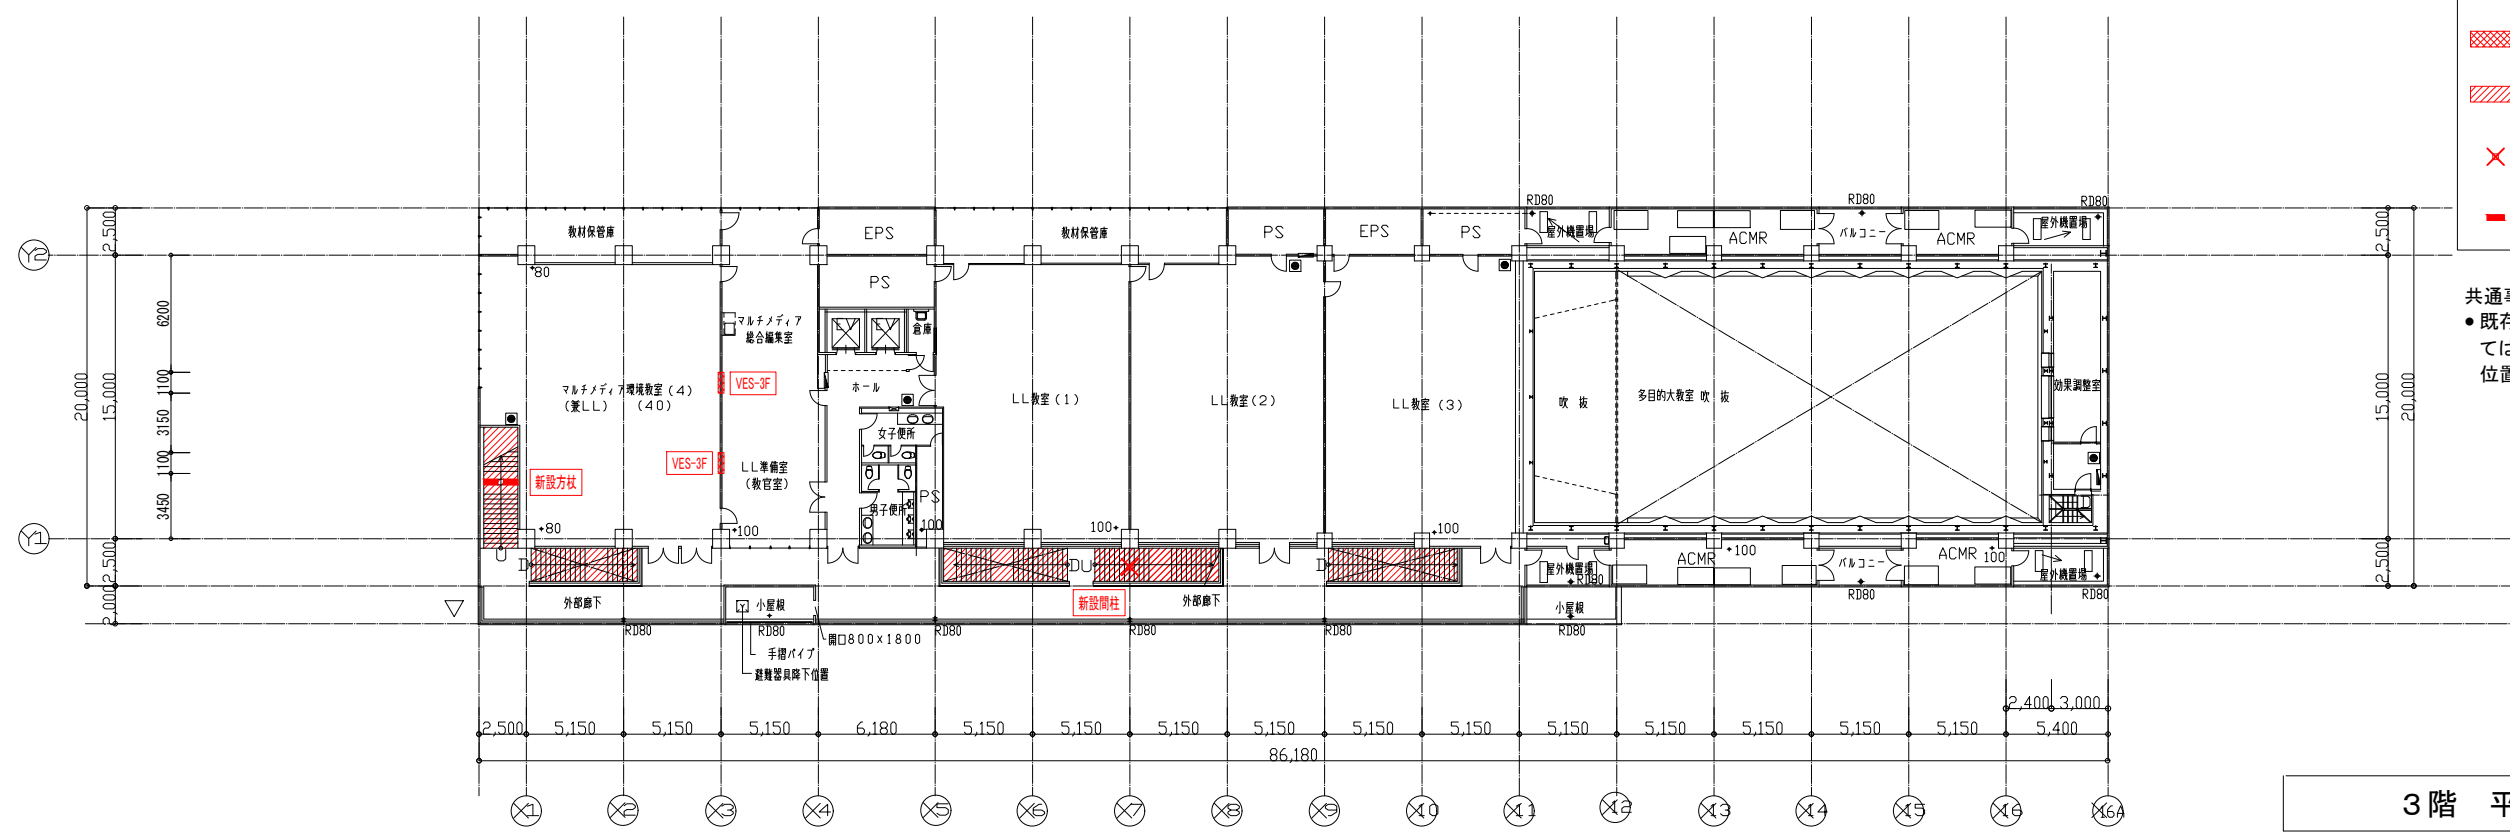 RD80
RD80
RD80
教材保管庫
EPS
教材保管庫
PS
EPS
PS
屋外機置場
ACMR
バルコニー
ACMR
屋外機置場
2,500
2,500
Y2
80
PS
共通
マルチメディア
総合編集室
EV
EV
倉庫
・既存
ては
位置
6200
1100
3150
1100
3450
20,000
15,000
15,000
20,000
マルチメディア環境教室(4)
(兼LL) (40)
VES-3F
ホール
LL教室(1)
LL教室(2)
LL教室(3)
吹 抜
多目的大教室 吹 抜
効果調整室
女子便所
VES-3F
LL準備室
(教官室)
新設方杖
PS
男子便所
80
100
100
100
100
Y1
U
D
DU
D
ACMR
100
バルコニー
ACMR
100
屋外機置場
RD80
屋外機置場
2,500
2,500
2,000
外部廊下
小屋根
新設間柱
外部廊下
小屋根
RD80
RD80
RD80
RD80
RD80
RD80
RD80
RD80
開口800×1800
手摺パイプ
避難器具降下位置
2,400
3,000
2,500
5,150
5,150
5,150
6,180
5,150
5,150
5,150
5,150
5,150
5,150
5,150
5,150
5,150
5,150
5,150
5,400
86,180
X1
X2
X3
X4
X5
X6
X7
X8
X9
X10
X11
X12
X13
X14
X15
X16
X16A
3階 平